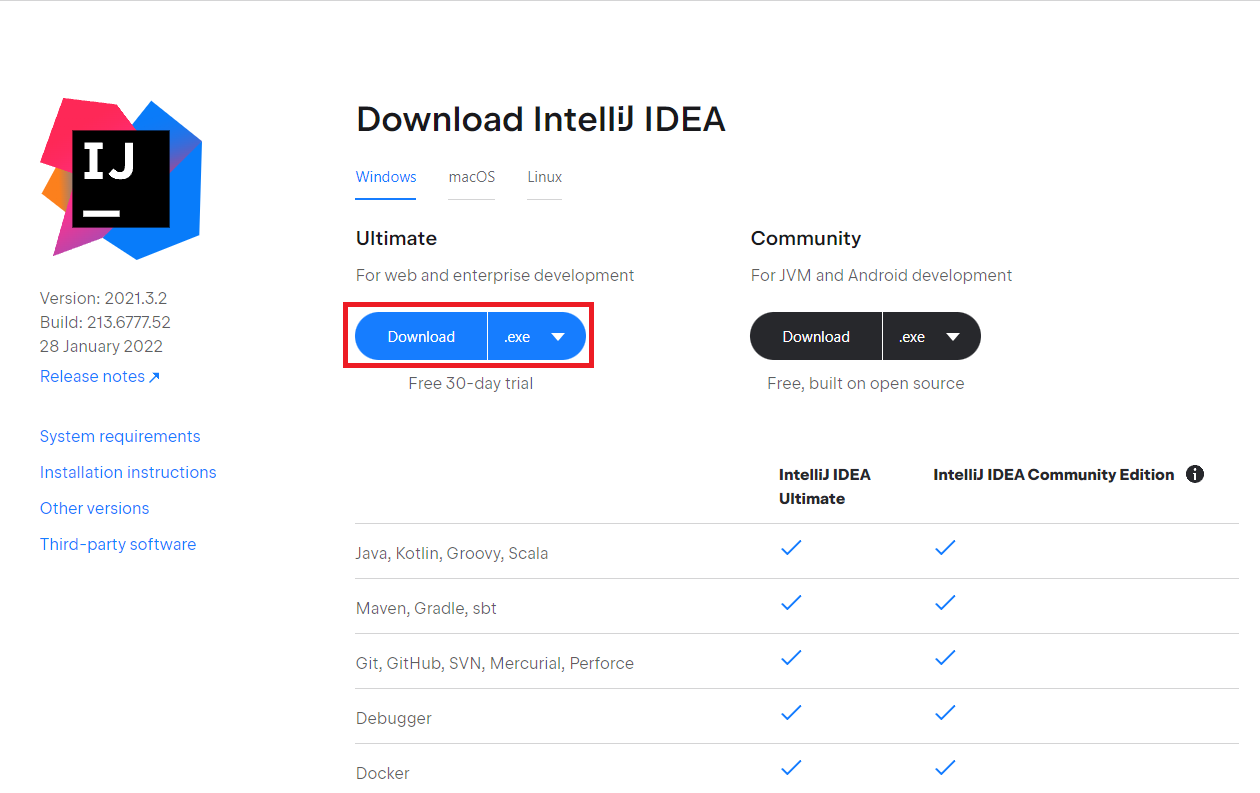 IJ
Download IntelliJ IDEA
Windows macOS Linux
Ultimate
For web and enterprise development
Download .exe
Free 30-day trial
Community
For JVM and Android development
Download .exe
Free, built on open source
Version: 2021.3.2
Build: 213.6777.52
28 January 2022
Release notes ↗
System requirements
Installation instructions
Other versions
Third-party software
IntelliJ IDEA
Ultimate
IntelliJ IDEA Community Edition
Java, Kotlin, Groovy, Scala
Maven, Gradle, sbt
Git, GitHub, SVN, Mercurial, Perforce
Debugger
Docker